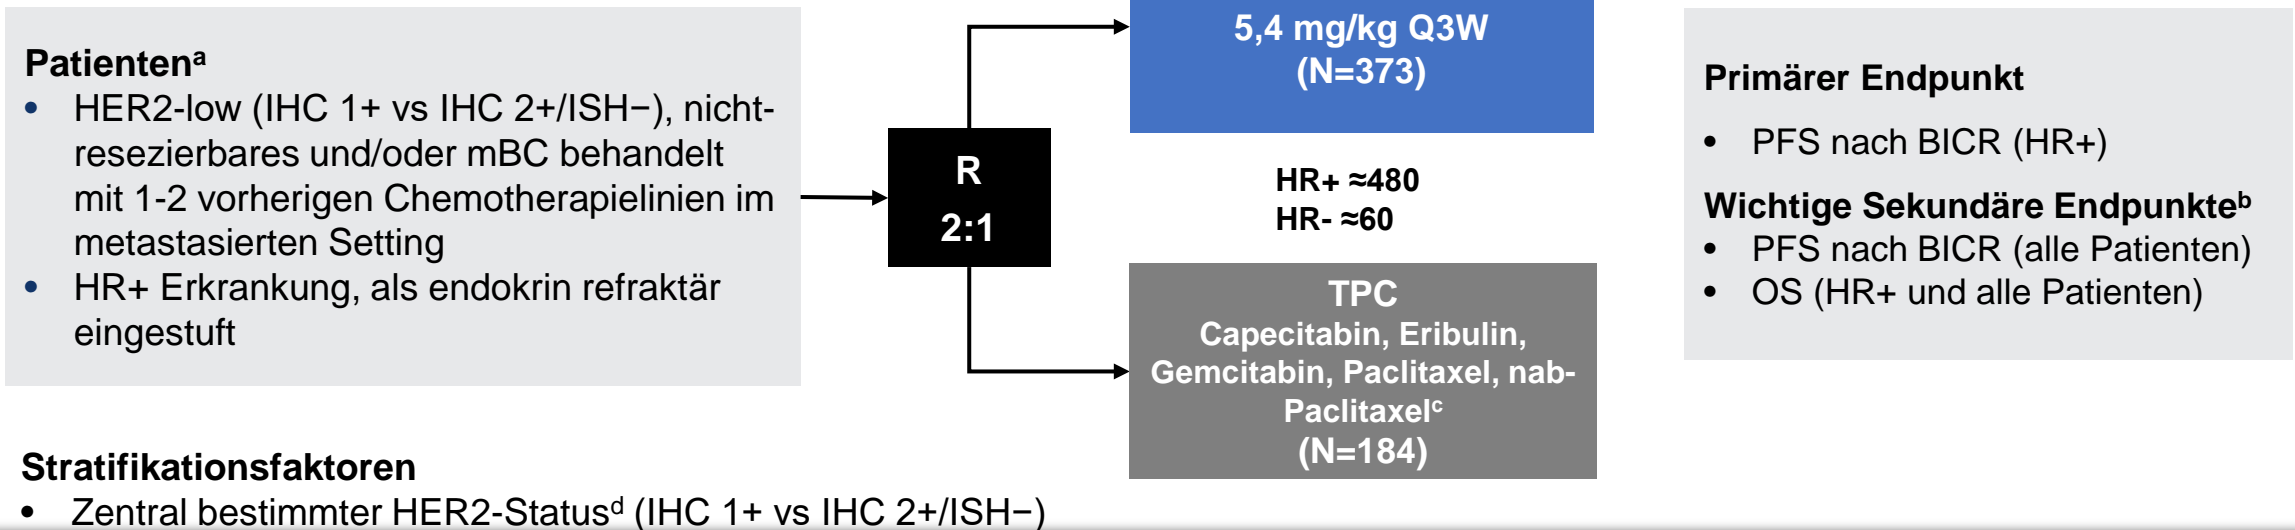 Patientenᵃ
• HER2-low (IHC 1+ vs IHC 2+/ISH−), nicht-
resezierbares und/oder mBC behandelt
mit 1-2 vorherigen Chemotherapielinien im
metastasierten Setting
• HR+ Erkrankung, als endokrin refraktär
eingestuft
R
2:1
5,4 mg/kg Q3W
(N=373)
HR+ ≈480
HR- ≈60
TPC
Capecitabin, Eribulin,
Gemcitabin, Paclitaxel, nab-
Paclitaxelᶜ
(N=184)
Primärer Endpunkt
• PFS nach BICR (HR+)
Wichtige Sekundäre Endpunkteᵇ
• PFS nach BICR (alle Patienten)
• OS (HR+ und alle Patienten)
Stratifikationsfaktoren
• Zentral bestimmter HER2-Statusᵈ (IHC 1+ vs IHC 2+/ISH−)